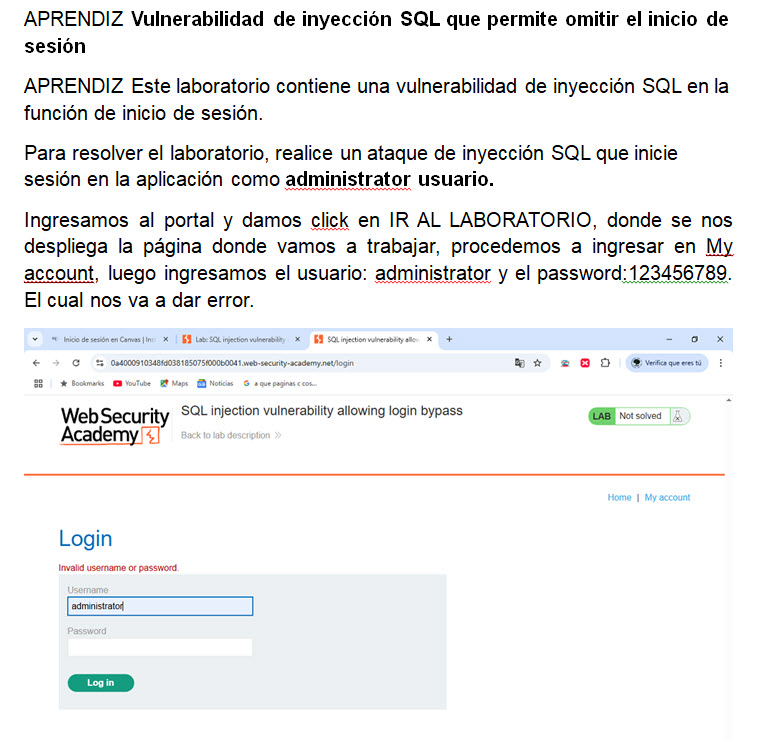 APRENDIZ Vulnerabilidad de inyección SQL que permite omitir el inicio de
sesión
APRENDIZ Este laboratorio contiene una vulnerabilidad de inyección SQL en la
función de inicio de sesión.
Para resolver el laboratorio, realice un ataque de inyección SQL que inicie
sesión en la aplicación como administrator usuario.
Ingresamos al portal y damos click en IR AL LABORATORIO, donde se nos
despliega la página donde vamos a trabajar, procedemos a ingresar en My
account, luego ingresamos el usuario: administrator y el password:123456789.
El cual nos va a dar error.
Inicio de sesión en Canvas | Inst Lab: SQL injection vulnerability SQL injection vulnerability allow
0a4000910348fd038185075f000b0041.web-security-academy.net/login Verifica que eres tú
Bookmarks YouTube Maps Noticias a que paginas c cos...
WebSecurity
Academy
SQL injection vulnerability allowing login bypass
Back to lab description
LAB Not solved
Home | My account
Login
Invalid username or password.
Username
administrator
Password
Log in